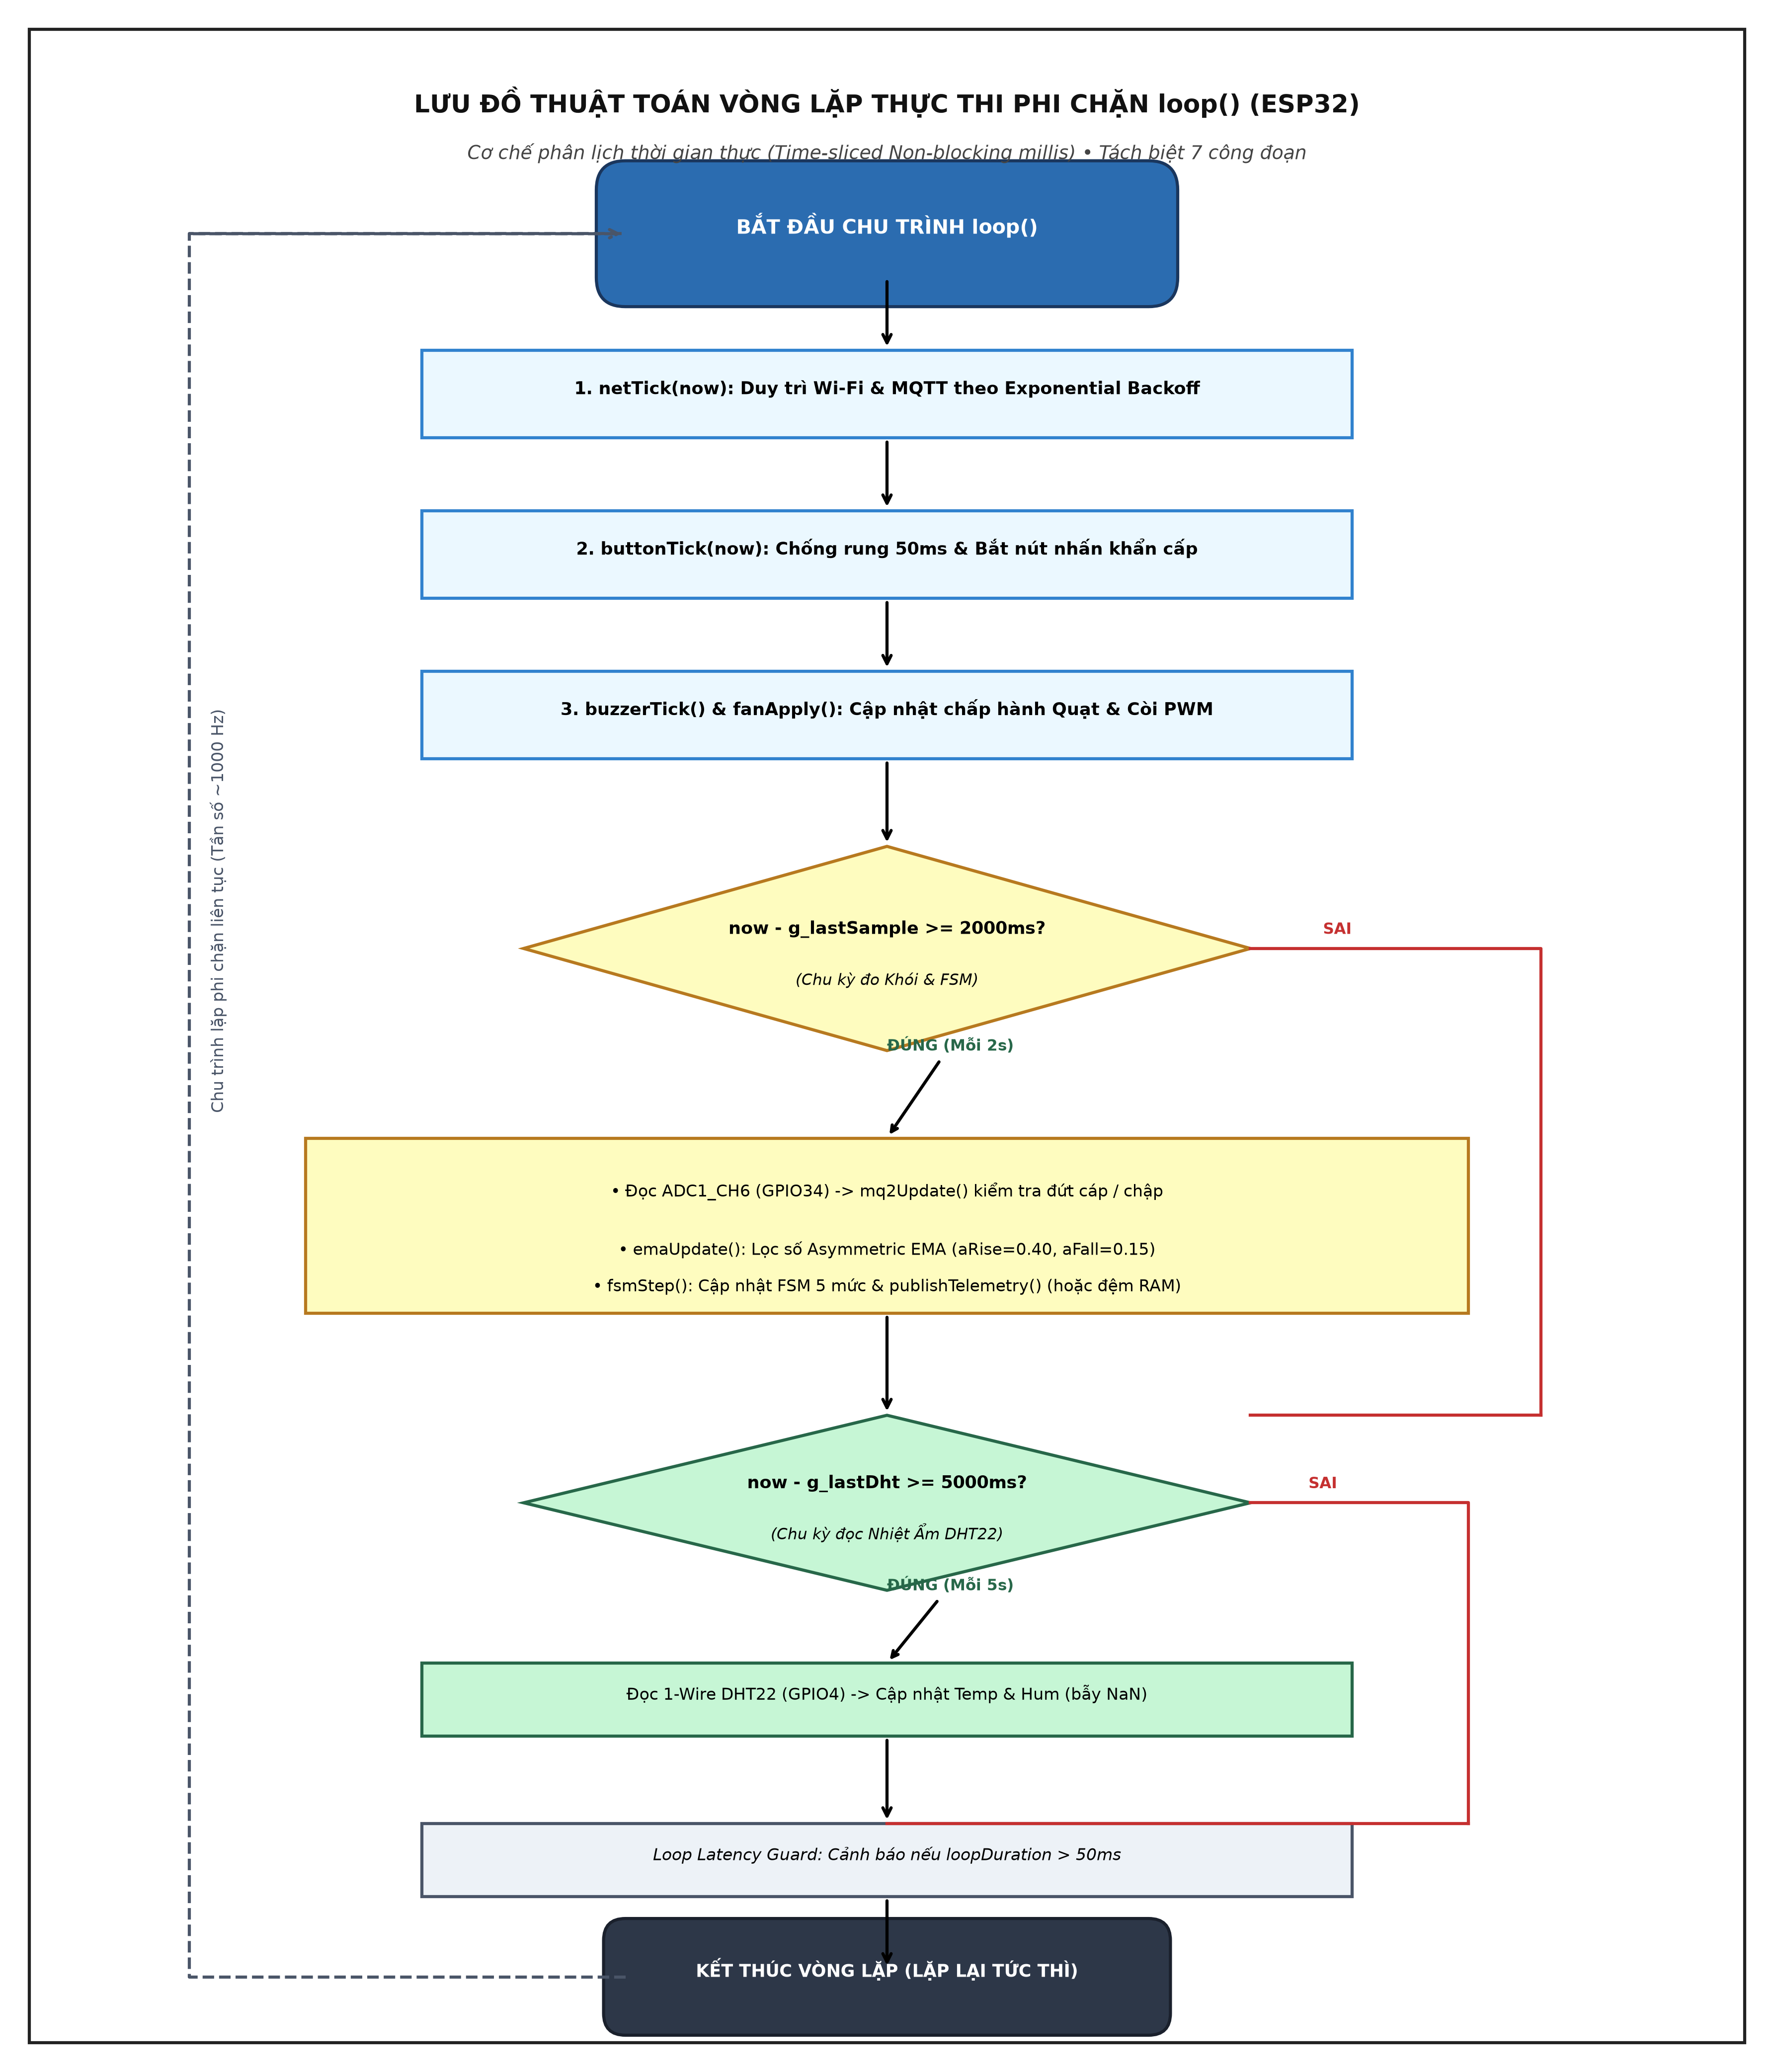 LƯU ĐỒ THUẬT TOÁN VÒNG LẶP THỰC THI PHI CHẶN loop() (ESP32)
Cơ chế phân lịch thời gian thực (Time-sliced Non-blocking millis) • Tách biệt 7 công đoạn
BẮT ĐẦU CHU TRÌNH loop()
1. netTick(now): Duy trì Wi-Fi & MQTT theo Exponential Backoff
2. buttonTick(now): Chống rung 50ms & Bắt nút nhấn khẩn cấp
3. buzzerTick() & fanApply(): Cập nhật chấp hành Quạt & Còi PWM
Chu trình lặp phi chặn liên tục (Tần số ~1000 Hz)
now - g_lastSample >= 2000ms?
SAI
(Chu kỳ đo Khói & FSM)
ĐÚNG (Mỗi 2s)
• Đọc ADC1_CH6 (GPIO34) -> mq2Update() kiểm tra đứt cáp / chập
• emaUpdate(): Lọc số Asymmetric EMA (aRise=0.40, aFall=0.15)
• fsmStep(): Cập nhật FSM 5 mức & publishTelemetry() (hoặc đệm RAM)
now - g_lastDht >= 5000ms?
SAI
(Chu kỳ đọc Nhiệt Ẩm DHT22)
ĐÚNG (Mỗi 5s)
Đọc 1-Wire DHT22 (GPIO4) -> Cập nhật Temp & Hum (bẫy NaN)
Loop Latency Guard: Cảnh báo nếu loopDuration > 50ms
KẾT THÚC VÒNG LẶP (LẶP LẠI TỨC THÌ)